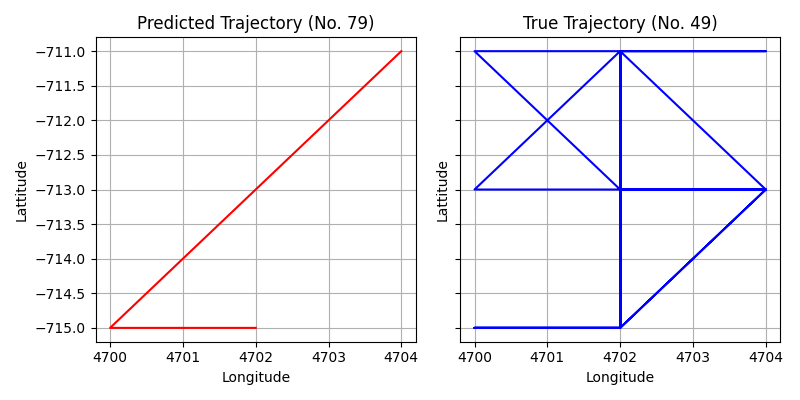 Predicted Trajectory (No. 79)
True Trajectory (No. 49)
−711.0
−711.5
−712.0
−712.5
−713.0
−713.5
−714.0
−714.5
−715.0
Lattitude
Lattitude
4700 4701 4702 4703 4704
4700 4701 4702 4703 4704
Longitude
Longitude